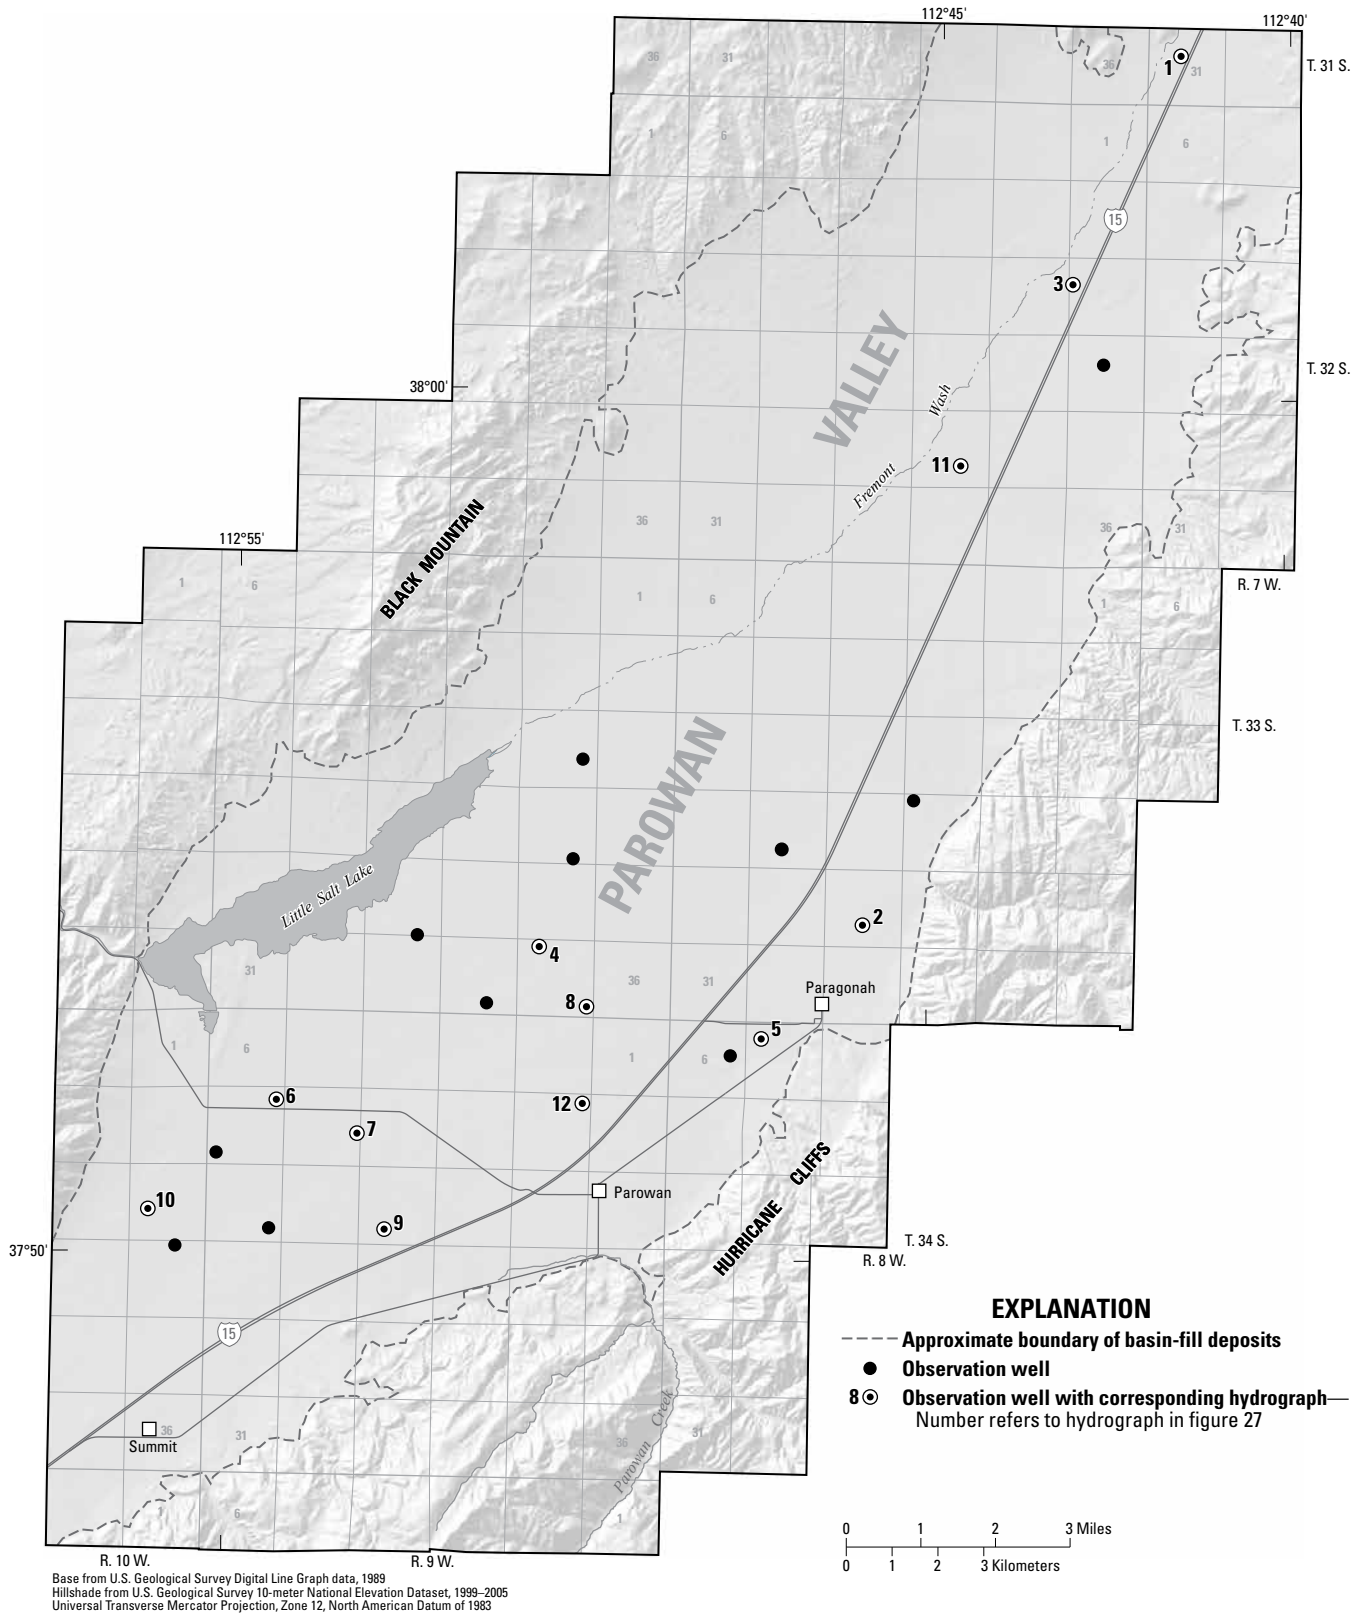 112°45'
112°40'
36
31
36
1
31
T. 31 S.
1
6
1
6
15
3
VALLEY
38°00'
T. 32 S.
Wash
11
Fremont
BLACK MOUNTAIN
36
31
36
31
112°55'
1
6
1
6
R. 7 W.
1
6
T. 33 S.
PAROWAN
Little Salt Lake
2
4
31
36
31
Paragonah
8
5
1
6
1
6
6
12
7
HURRICANE CLIFFS
10
Parowan
9
37°50'
T. 34 S.
R. 8 W.
15
EXPLANATION
Approximate boundary of basin-fill deposits
Observation well
8 Observation well with corresponding hydrograph—
Number refers to hydrograph in figure 27
Parowan Creek
36
31
36
31
Summit
1
6
1
0 1 2 3 Miles
0 1 2 3 Kilometers
R. 10 W.
R. 9 W.
Base from U.S. Geological Survey Digital Line Graph data, 1989
Hillshade from U.S. Geological Survey 10-meter National Elevation Dataset, 1999–2005
Universal Transverse Mercator Projection, Zone 12, North American Datum of 1983